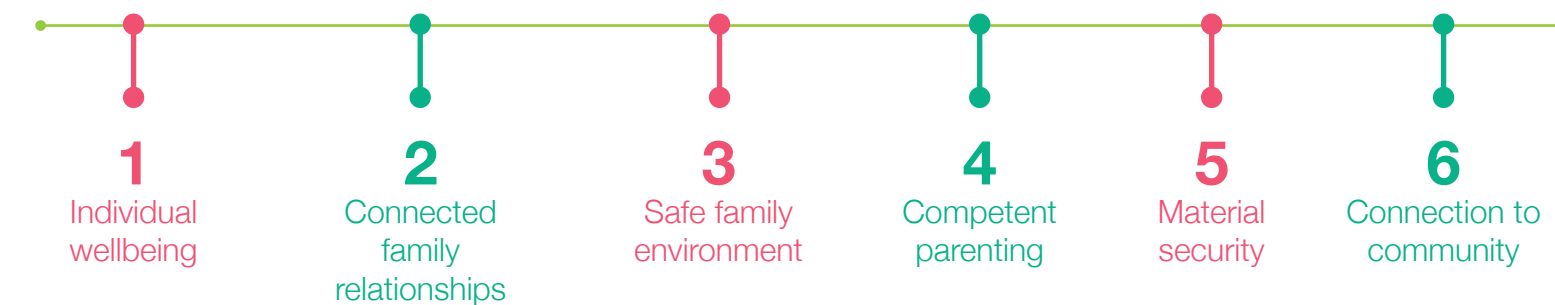 1
Individual
wellbeing
2
Connected
family
relationships
3
Safe family
environment
4
Competent
parenting
5
Material
security
6
Connection to
community